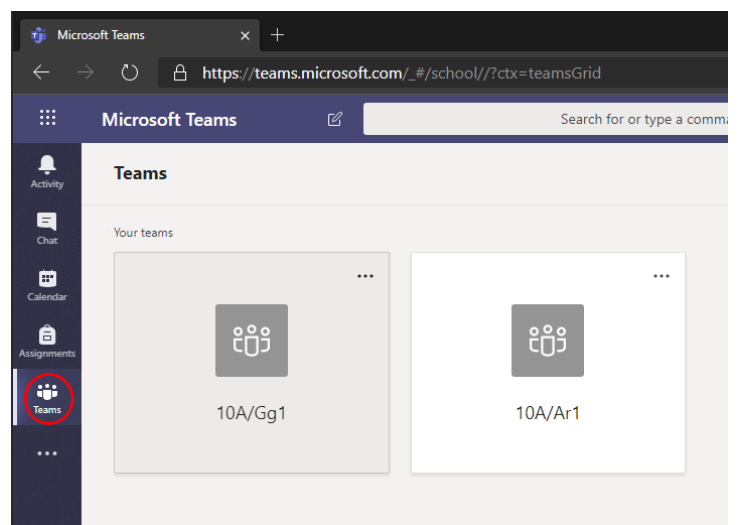 Microsoft Teams
https://teams.microsoft.com/_#/school//?ctx=teamsGrid
Microsoft Teams
Search for or type a comma
Activity
Teams
Chat
Your teams
Calendar
Assignments
Teams
10A/Gg1
10A/Ar1